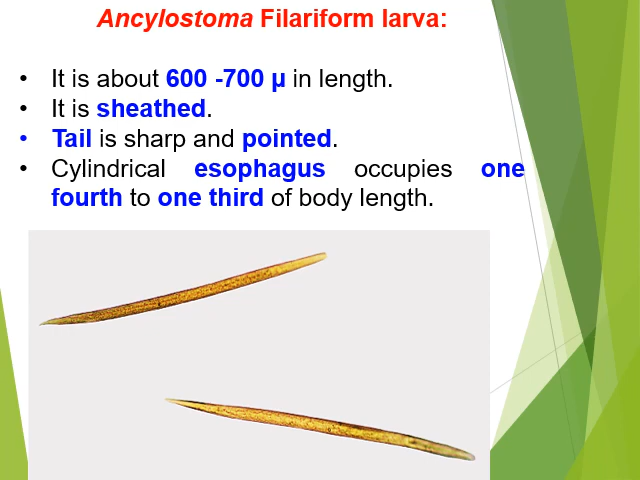 Ancylostoma Filariform larva:
• It is about 600 -700 µ in length.
• It is sheathed.
• Tail is sharp and pointed.
• Cylindrical esophagus occupies one
fourth to one third of body length.